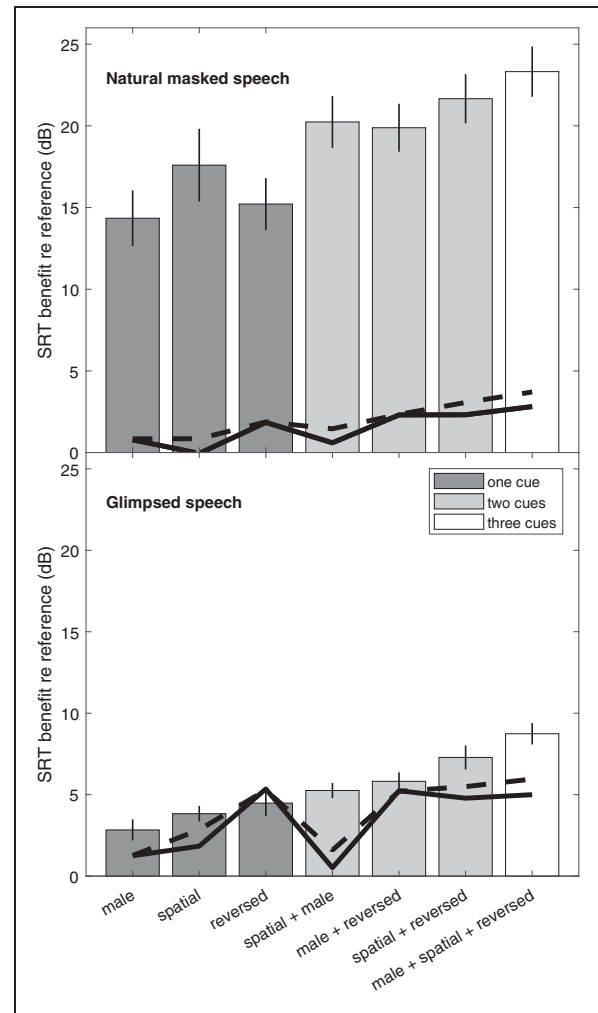 25
Natural masked speech
20
15
10
5
0
SRT benefit re reference (dB)
25
Glimpsed speech
one cue
two cues
three cues
20
15
10
5
0
SRT benefit re reference (dB)
male
spatial
reversed
spatial + male
male + reversed
spatial + reversed
male + spatial + reversed